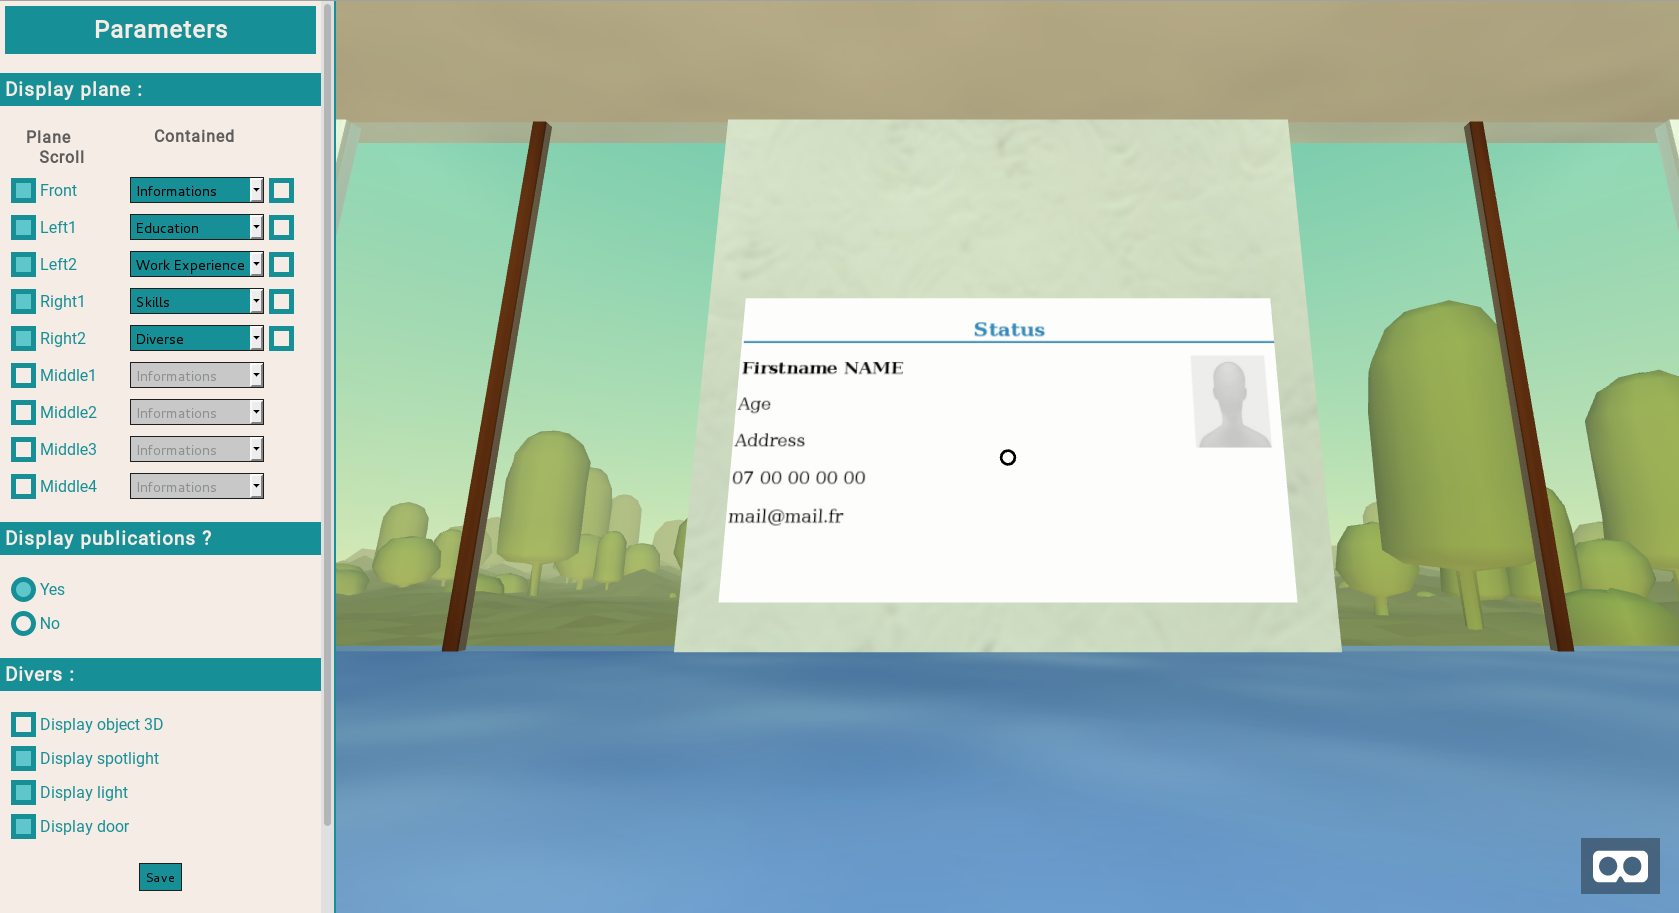 Parameters
Display plane :
Plane Contained
Scroll
Front Informations
Left1 Education
Left2 Work Experience
Right1 Skills
Right2 Diverse
Middle1 Informations
Middle2 Informations
Middle3 Informations
Middle4 Informations
Display publications ?
Yes
No
Divers :
Display object 3D
Display spotlight
Display light
Display door
Save
Status
Firstname NAME
Age
Address
07 00 00 00 00
mail@mail.fr